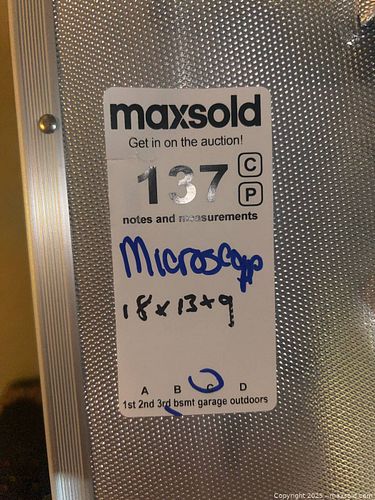 maxsold
Get in on the auction!
137 C
P
notes and measurements
Microscopp
18 x 13 x 9
A B C D
1st 2nd 3rd bsmt garage outdoors
Copyright 2025 - maxsold.com